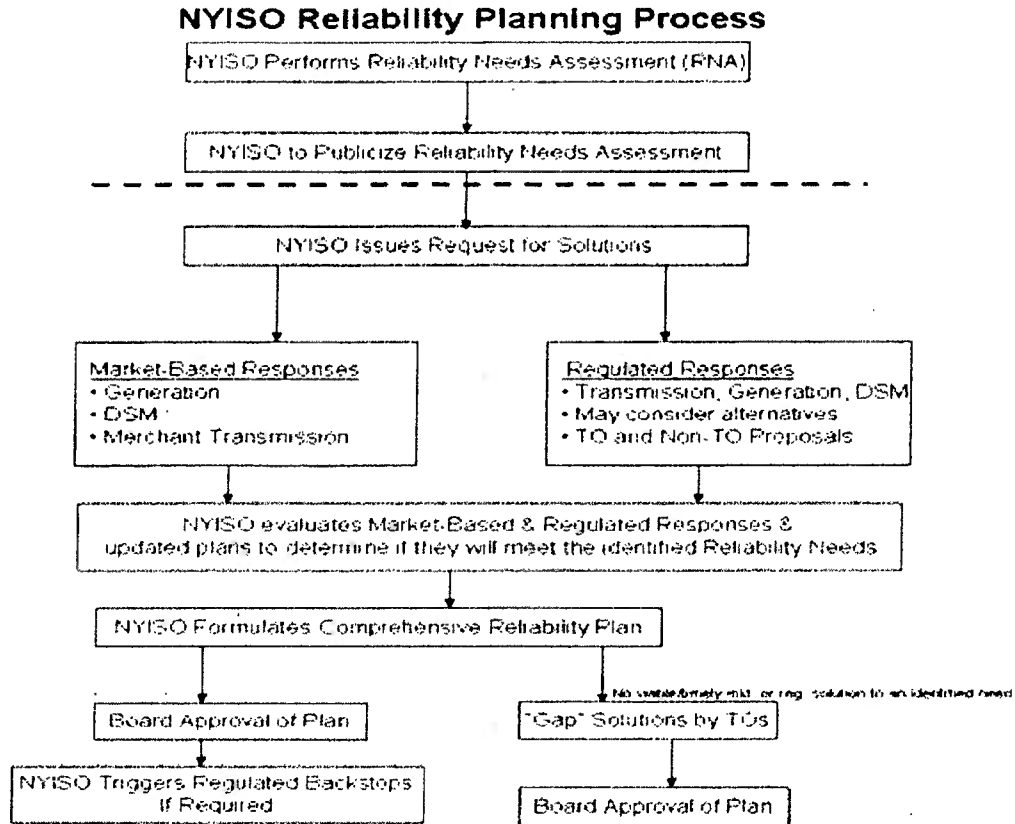 NYISO Reliability Planning Process
NYISO Performs Reliability Needs Assessment (RNA)
NYISO to Publicize Reliability Needs Assessment
NYISO Issues Request for Solutions
Market-Based Responses
• Generation
• DSM
• Merchant Transmission
Regulated Responses
• Transmission, Generation, DSM
• May consider alternatives
• TO and Non-TO Proposals
NYISO evaluates Market-Based & Regulated Responses &
updated plans to determine if they will meet the identified Reliability Needs
NYISO Formulates Comprehensive Reliability Plan
No viable/timely mkt. or reg. solution to an identified need
Board Approval of Plan
"Gap" Solutions by TOs
NYISO Triggers Regulated Backstops
If Required
Board Approval of Plan